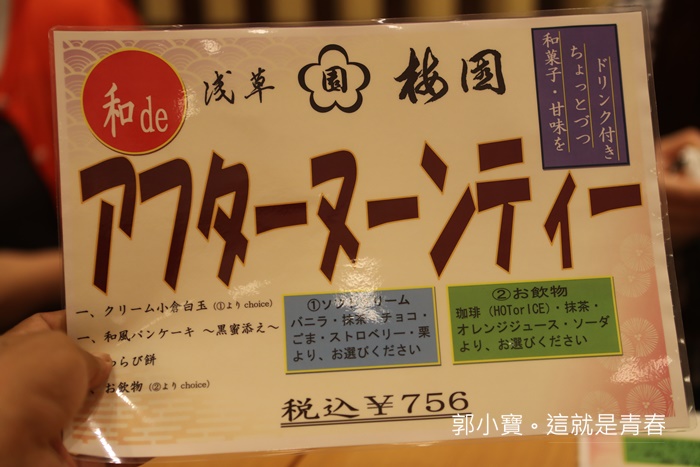 和de
浅草 園 梅園
和菓子・甘味を
ちょっとづつ
ドリンク付き
アフターヌーンティー
一、クリーム小倉白玉(①よりchoice)
一、和風パンケーキ ～黒蜜添え～
らび餅
お飲物(②よりchoice)
①ソフトクリーム
バニラ・抹茶・チョコ・
ごま・ストロベリー・栗
より、お選びください
②お飲物
珈琲(HOTorICE)・抹茶・
オレンジジュース・ソーダ
より、お選びください
税込￥756
郭小寶。這就是青春